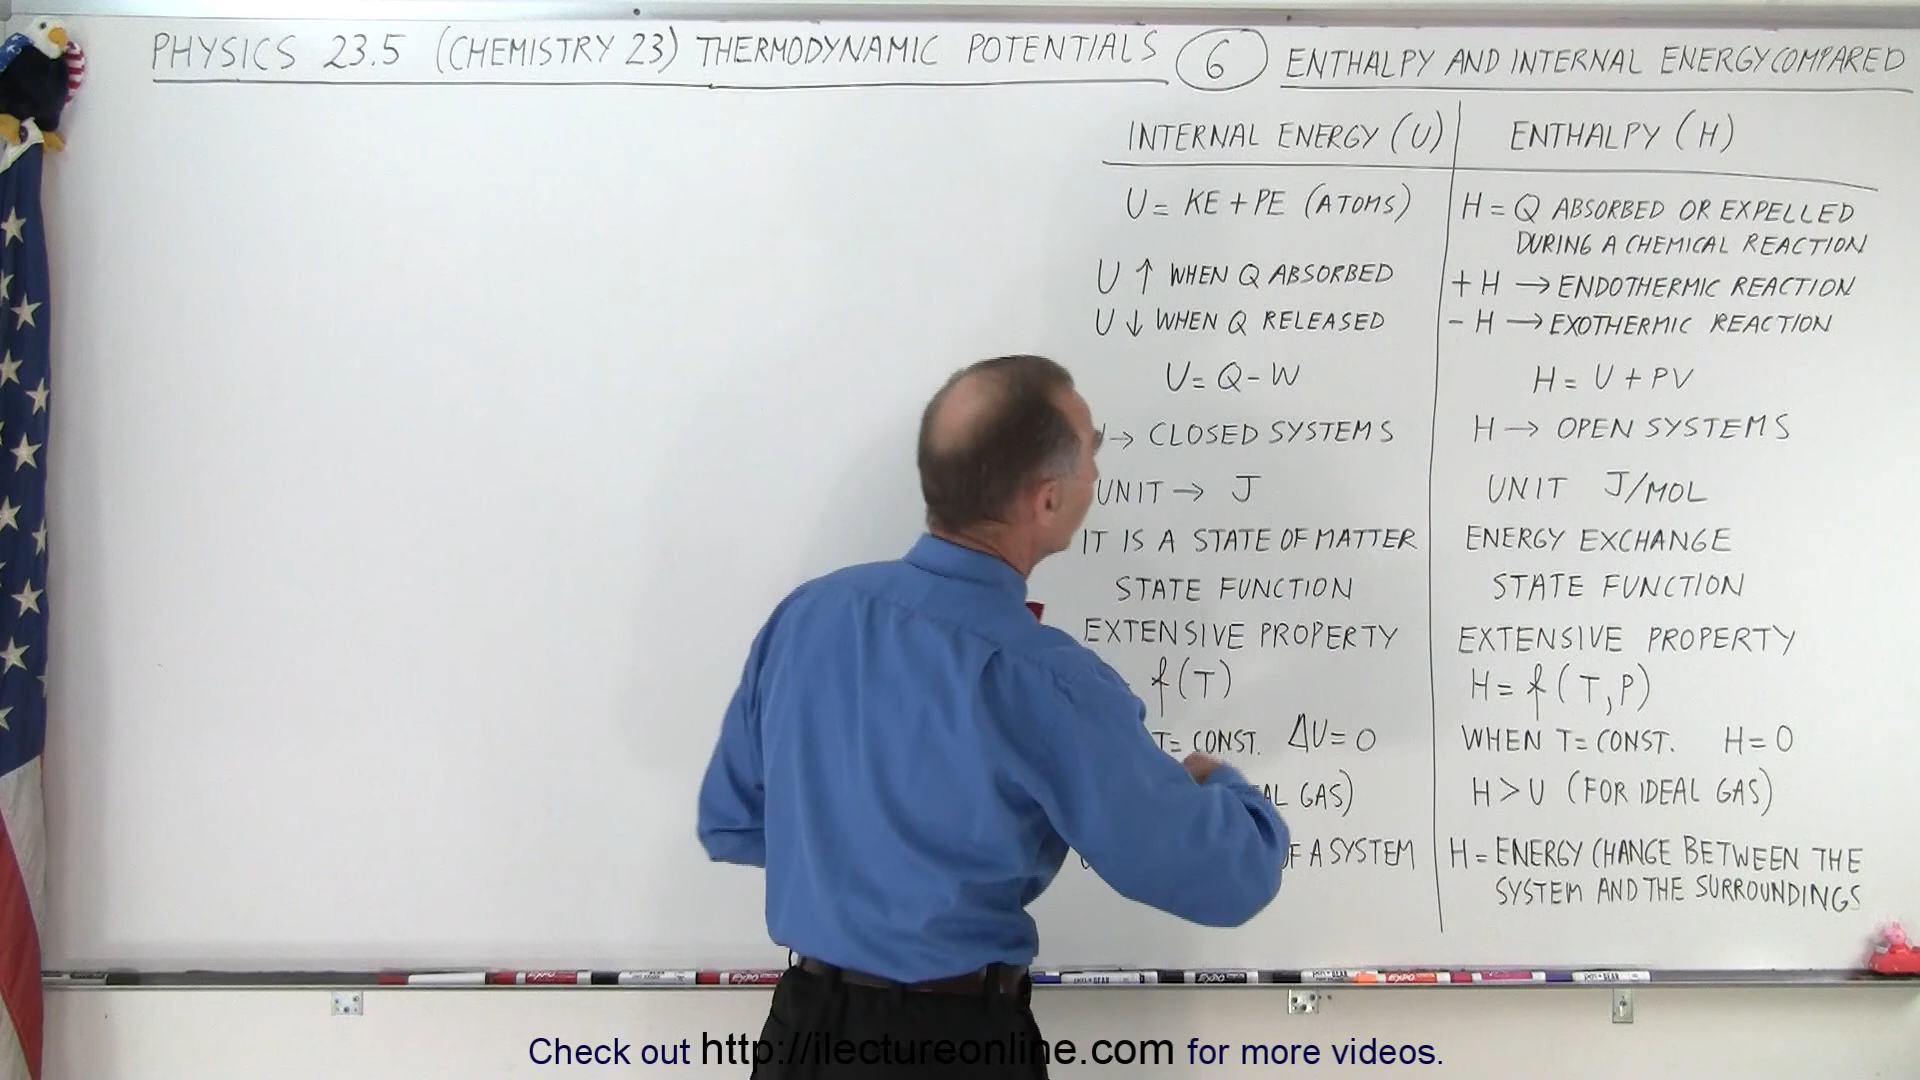 PHYSICS 23.5 (CHEMISTRY 23) THERMODYNAMIC POTENTIALS 6 ENTHALPY AND INTERNAL ENERGY COMPARED
INTERNAL ENERGY (U)
U = KE + PE (ATOMS)
U ↑ WHEN Q ABSORBED
U ↓ WHEN Q RELEASED
U = Q - W
→ CLOSED SYSTEMS
UNIT → J
IT IS A STATE OF MATTER
STATE FUNCTION
EXTENSIVE PROPERTY
f(T)
T = CONST. ΔU = 0
GAS)
OF A SYSTEM
ENTHALPY (H)
H = Q ABSORBED OR EXPELLED
DURING A CHEMICAL REACTION
+ H → ENDOTHERMIC REACTION
- H → EXOTHERMIC REACTION
H = U + PV
H → OPEN SYSTEMS
UNIT J/MOL
ENERGY EXCHANGE
STATE FUNCTION
EXTENSIVE PROPERTY
H = f(T, P)
WHEN T = CONST. H = 0
H > U (FOR IDEAL GAS)
H = ENERGY CHANGE BETWEEN THE
SYSTEM AND THE SURROUNDINGS
Check out http://ilectureonline.com for more videos.